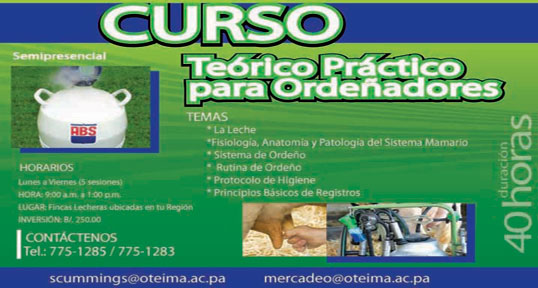 CURSO
Semipresencial
Teórico Práctico
para Ordeñadores
ABS
TEMAS
* La Leche
*Fisiología, Anatomía y Patología del Sistema Mamario
* Sistema de Ordeño
* Rutina de Ordeño
* Protocolo de Higiene
* Principios Básicos de Registros
HORARIOS
Lunes a Viernes (5 sesiones)
HORA: 9:00 a.m. a 1:00 p.m.
LUGAR: Fincas Lecheras ubicadas en tu Región
INVERSIÓN: B/. 250.00
duracion
40 horas
CONTÁCTENOS
Tel.: 775-1285 / 775-1283
scummings@oteima.ac.pa mercadeo@oteima.ac.pa